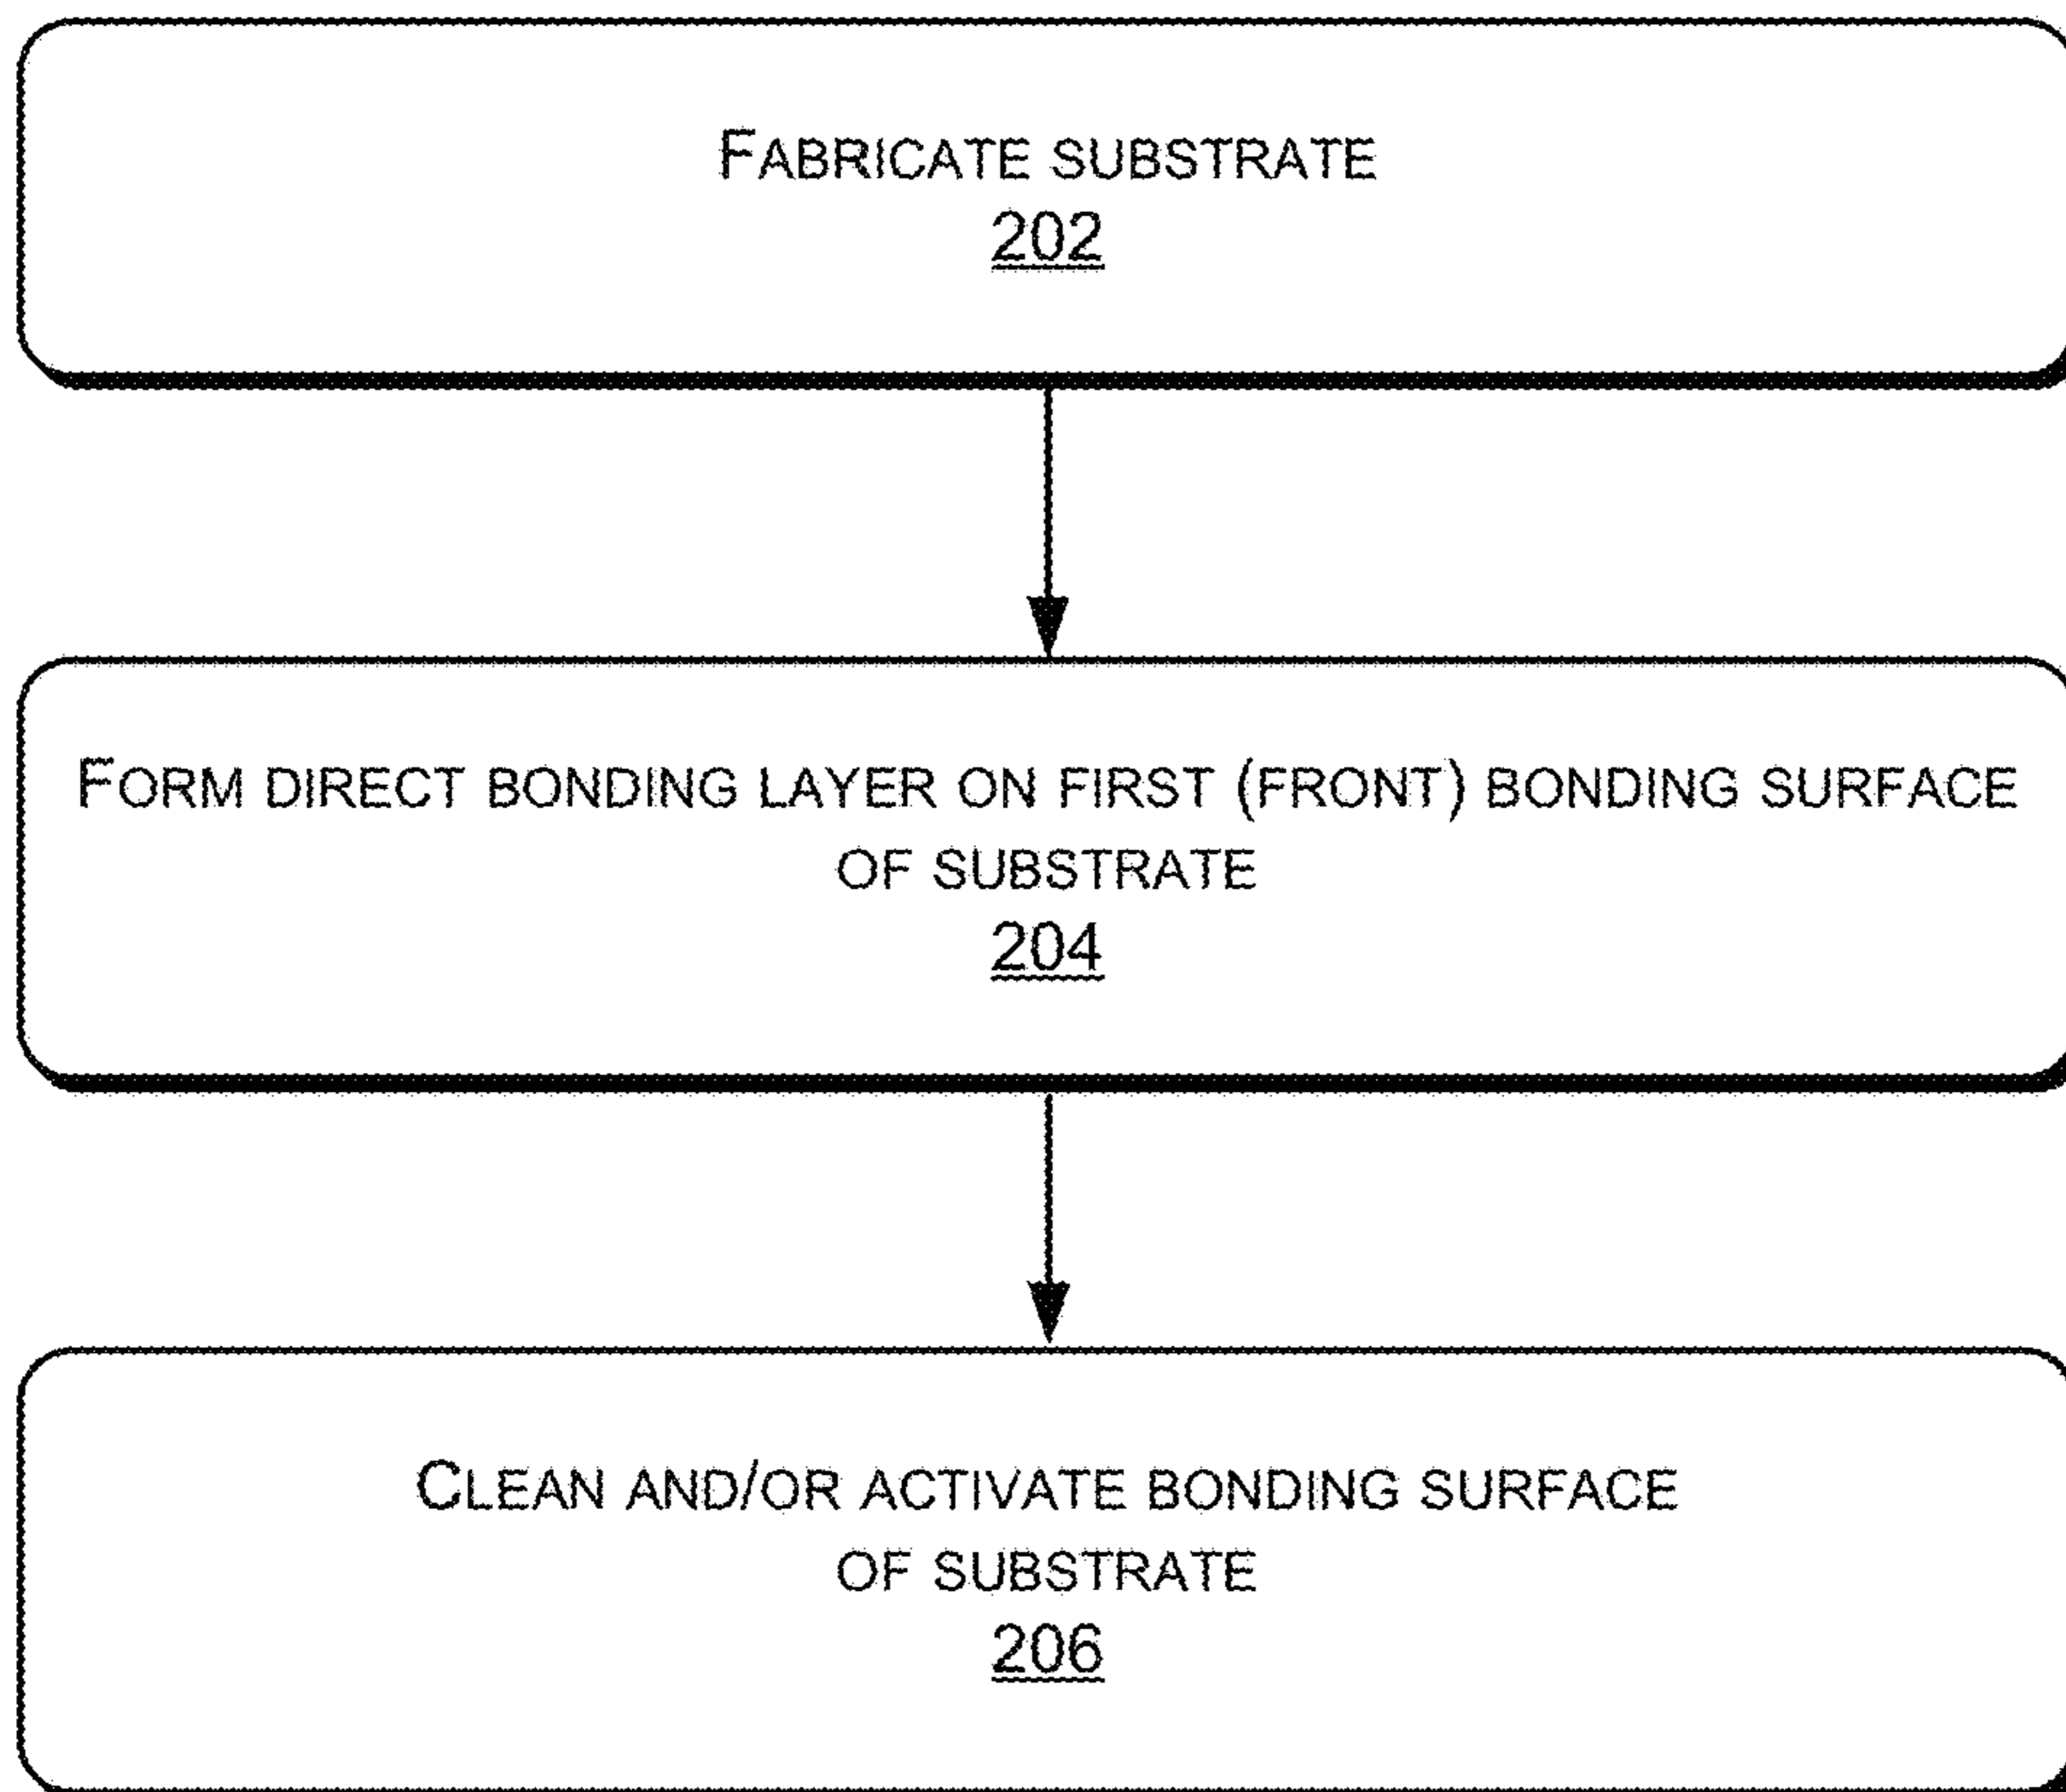 FABRICATE SUBSTRATE
202
FORM DIRECT BONDING LAYER ON FIRST (FRONT) BONDING SURFACE
OF SUBSTRATE
204
CLEAN AND/OR ACTIVATE BONDING SURFACE
OF SUBSTRATE
206